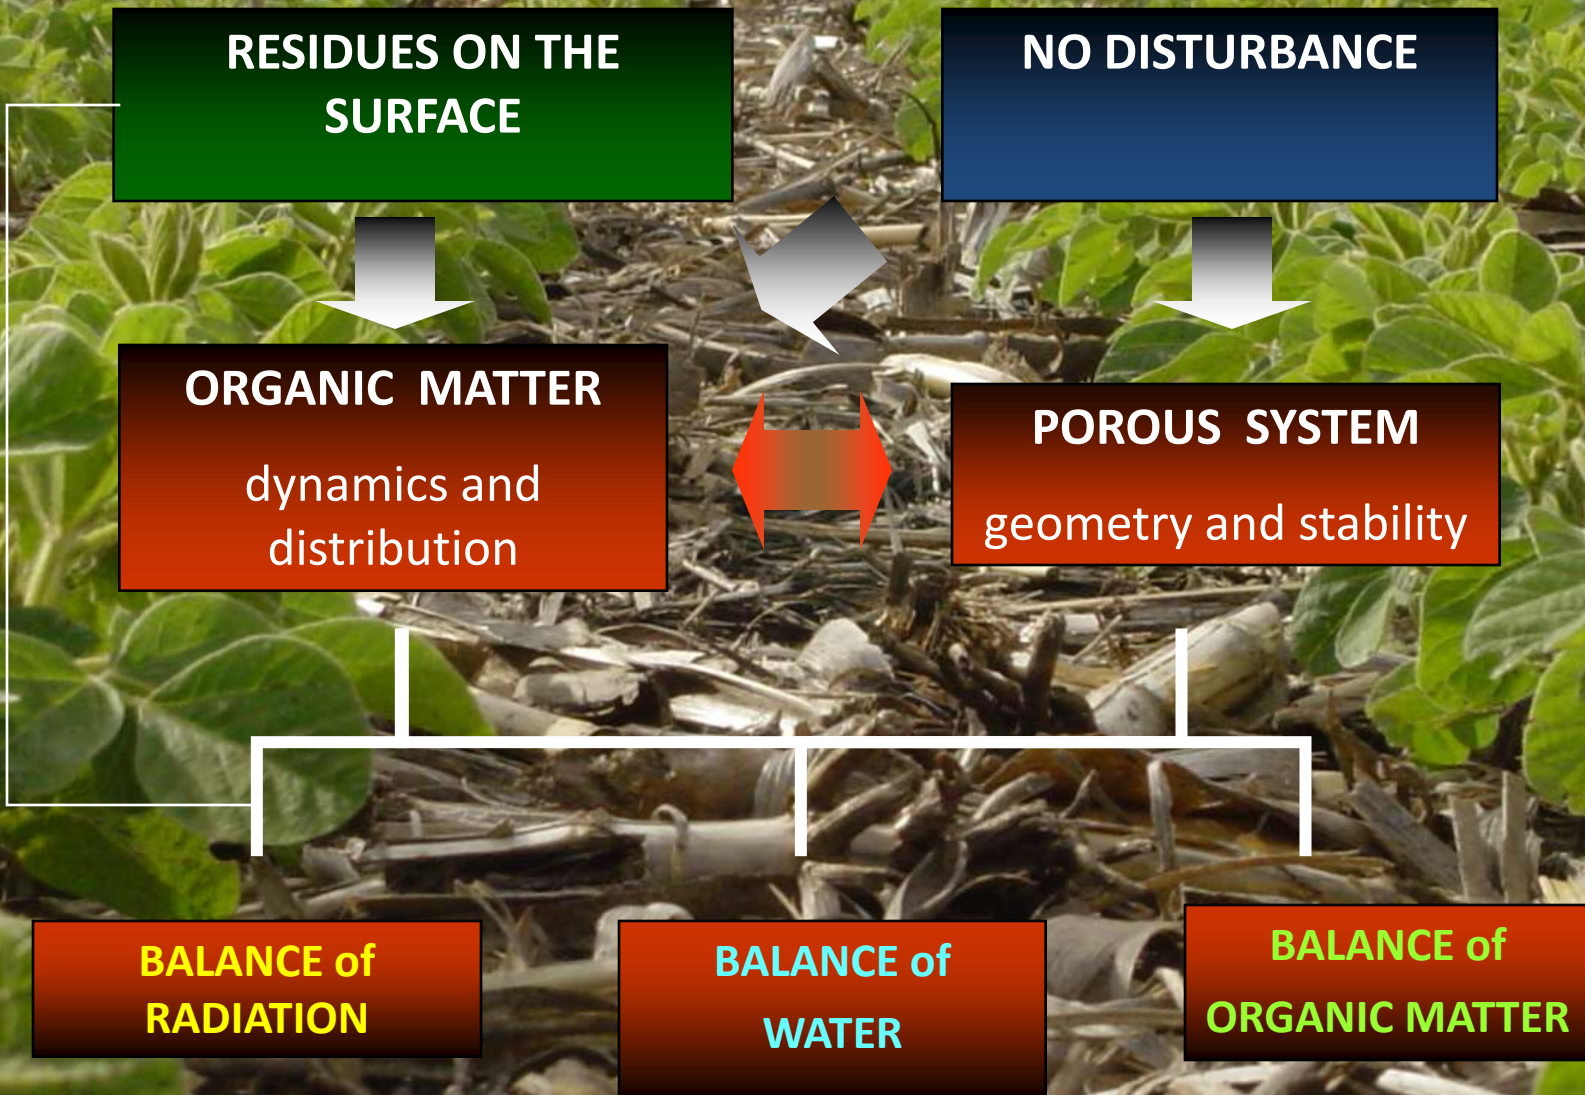 RESIDUES ON THE
SURFACE
NO DISTURBANCE
ORGANIC MATTER
dynamics and
distribution
POROUS SYSTEM
geometry and stability
BALANCE of
RADIATION
BALANCE of
WATER
BALANCE of
ORGANIC MATTER